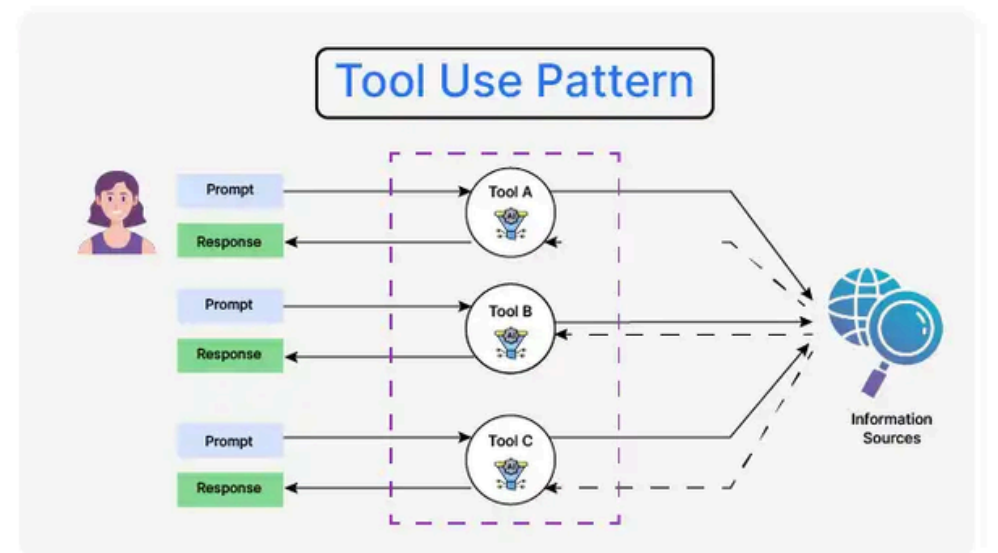 Tool Use Pattern
Prompt
Tool A
Response
Prompt
Tool B
Response
Prompt
Tool C
Response
Information
Sources